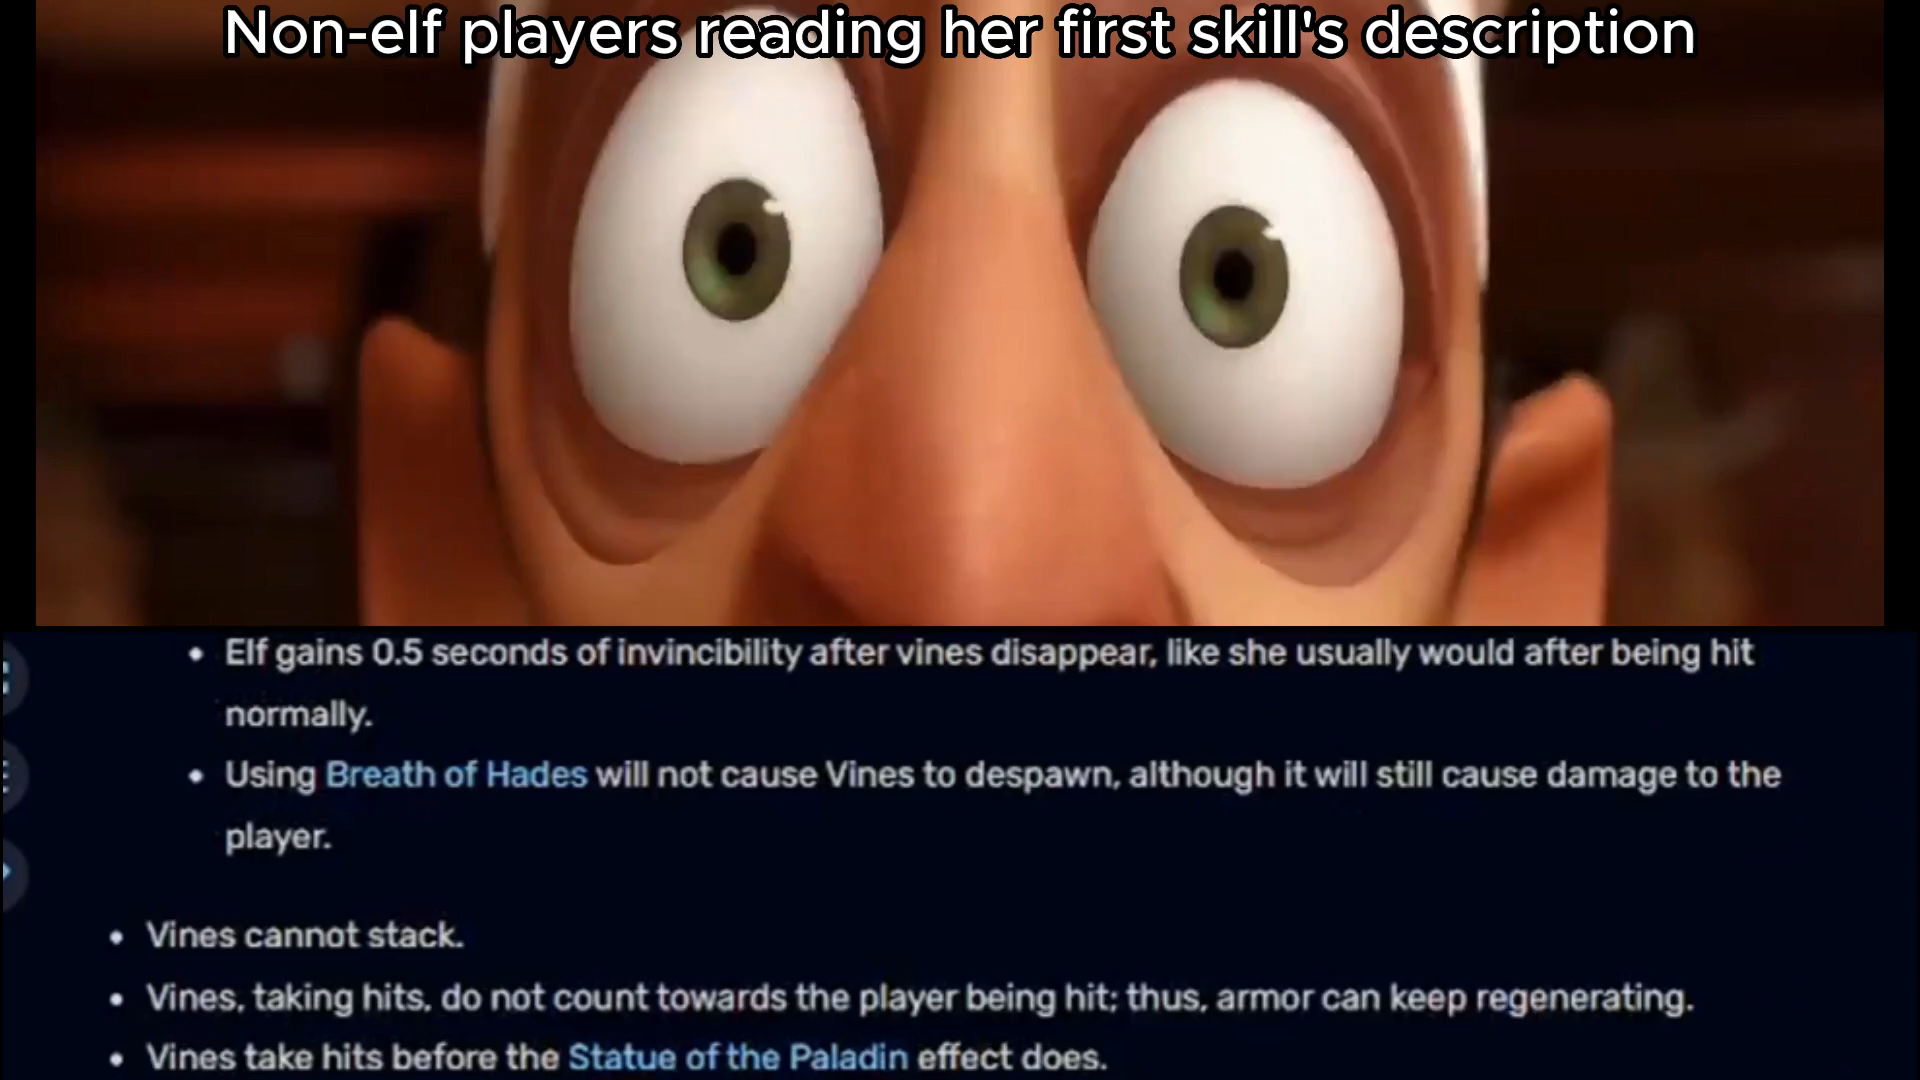 Non-elf players reading her first skill's description
Elf gains 0.5 seconds of invincibility after vines disappear, like she usually would after being hit
normally.
Using Breath of Hades will not cause Vines to despawn, although it will still cause damage to the
player.
Vines cannot stack.
Vines, taking hits, do not count towards the player being hit; thus, armor can keep regenerating.
Vines take hits before the Statue of the Paladin effect does.